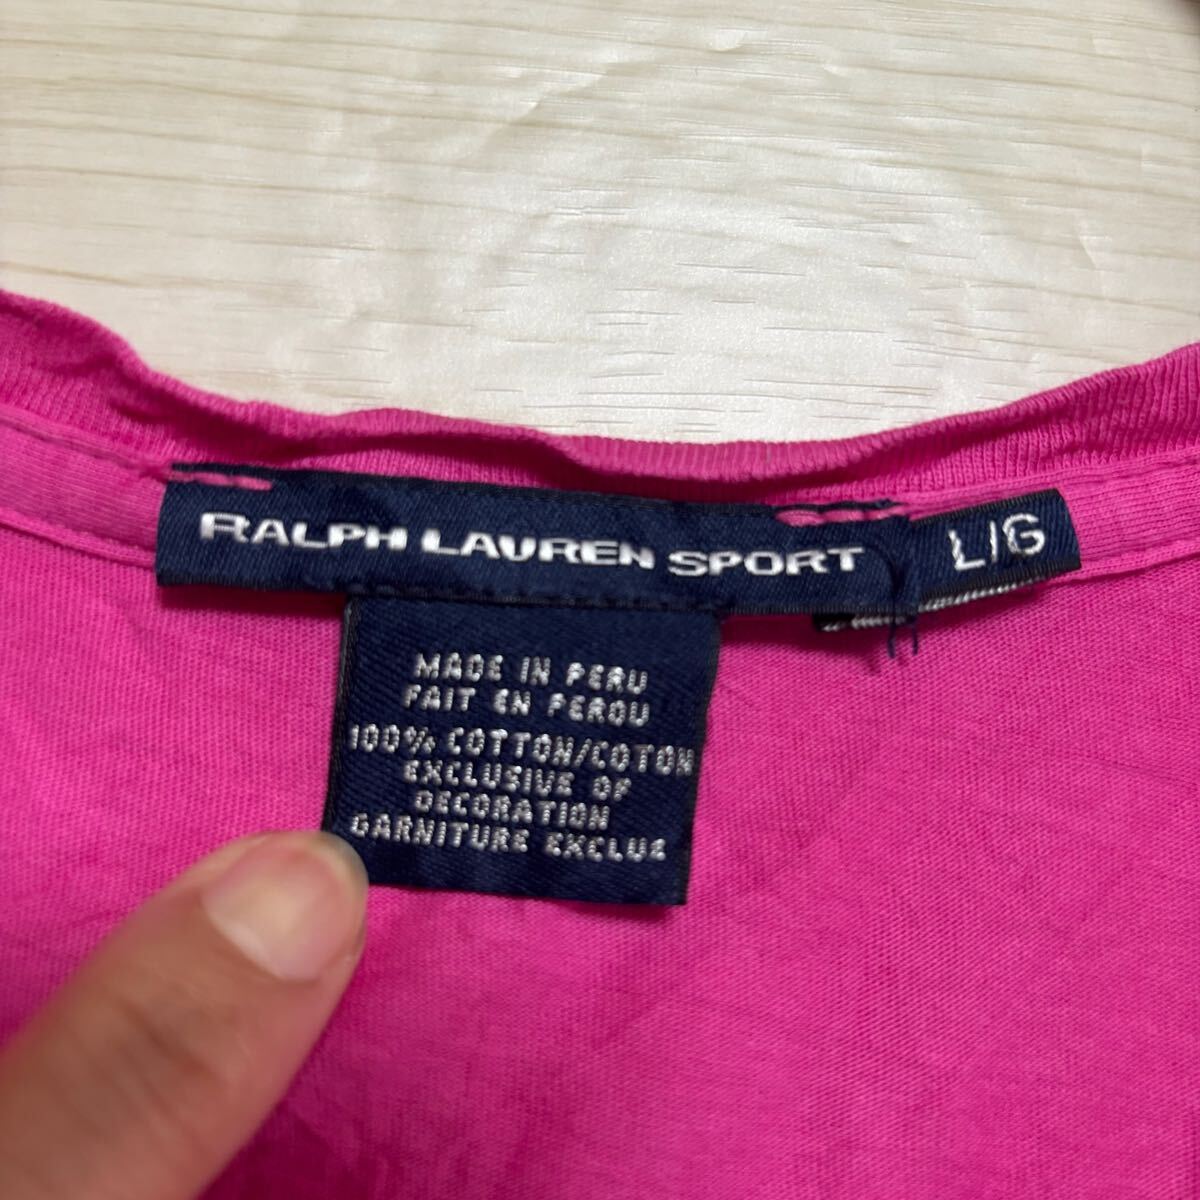 RALPH LAUREN SPORT
L/G
MADE IN PERU
FAIT EN PEROU
100% COTTON/COTON
EXCLUSIVE OF
DECORATION
GARNITURE EXCLUE